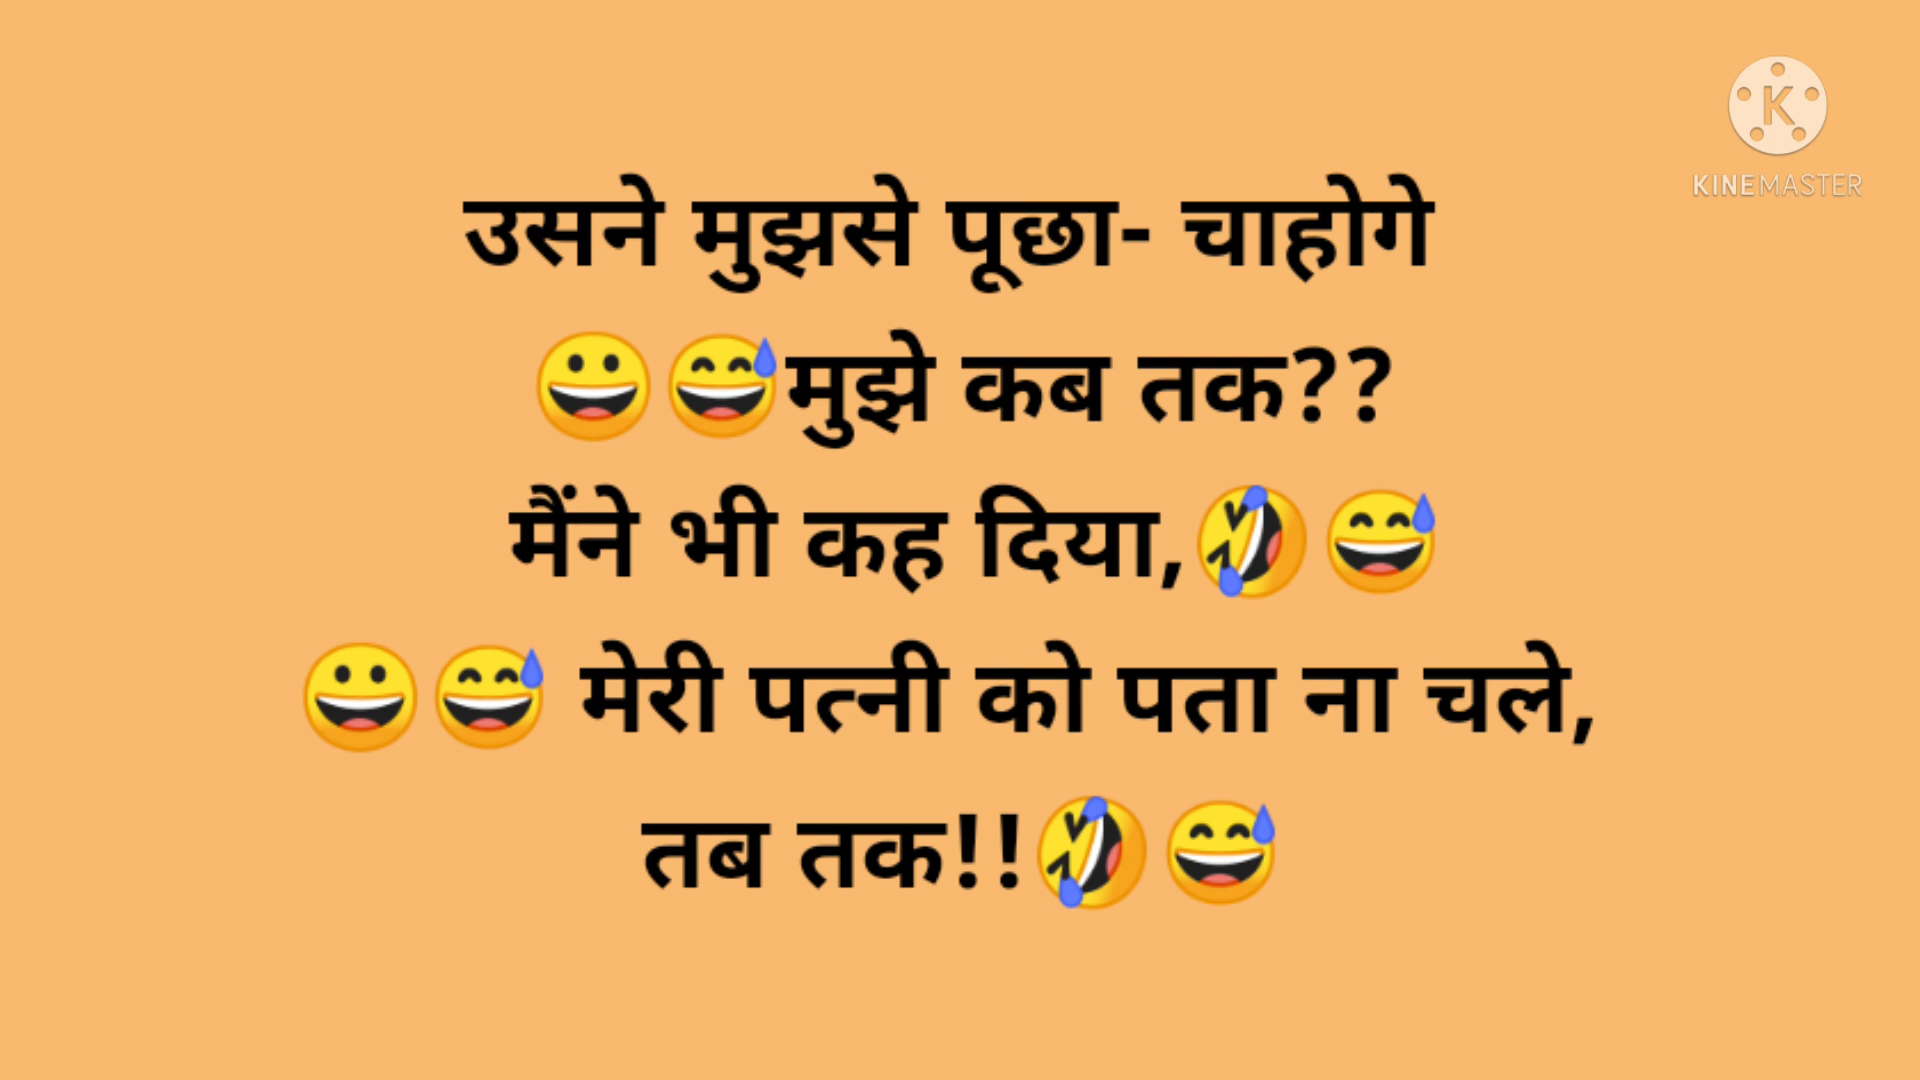 KINEMASTER
उसने मुझसे पूछा- चाहोगे
😀😅मुझे कब तक??
मैंने भी कह दिया,🤣😅
😀😅 मेरी पत्नी को पता ना चले,
तब तक!!🤣😅